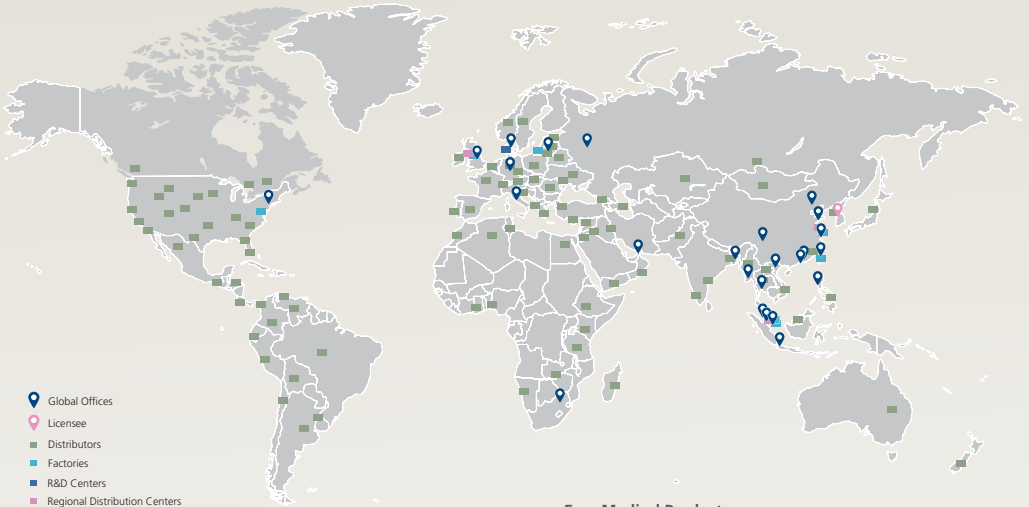 Global Offices
Licensee
Distributors
Factories
R&D Centers
Regional Distribution Centers